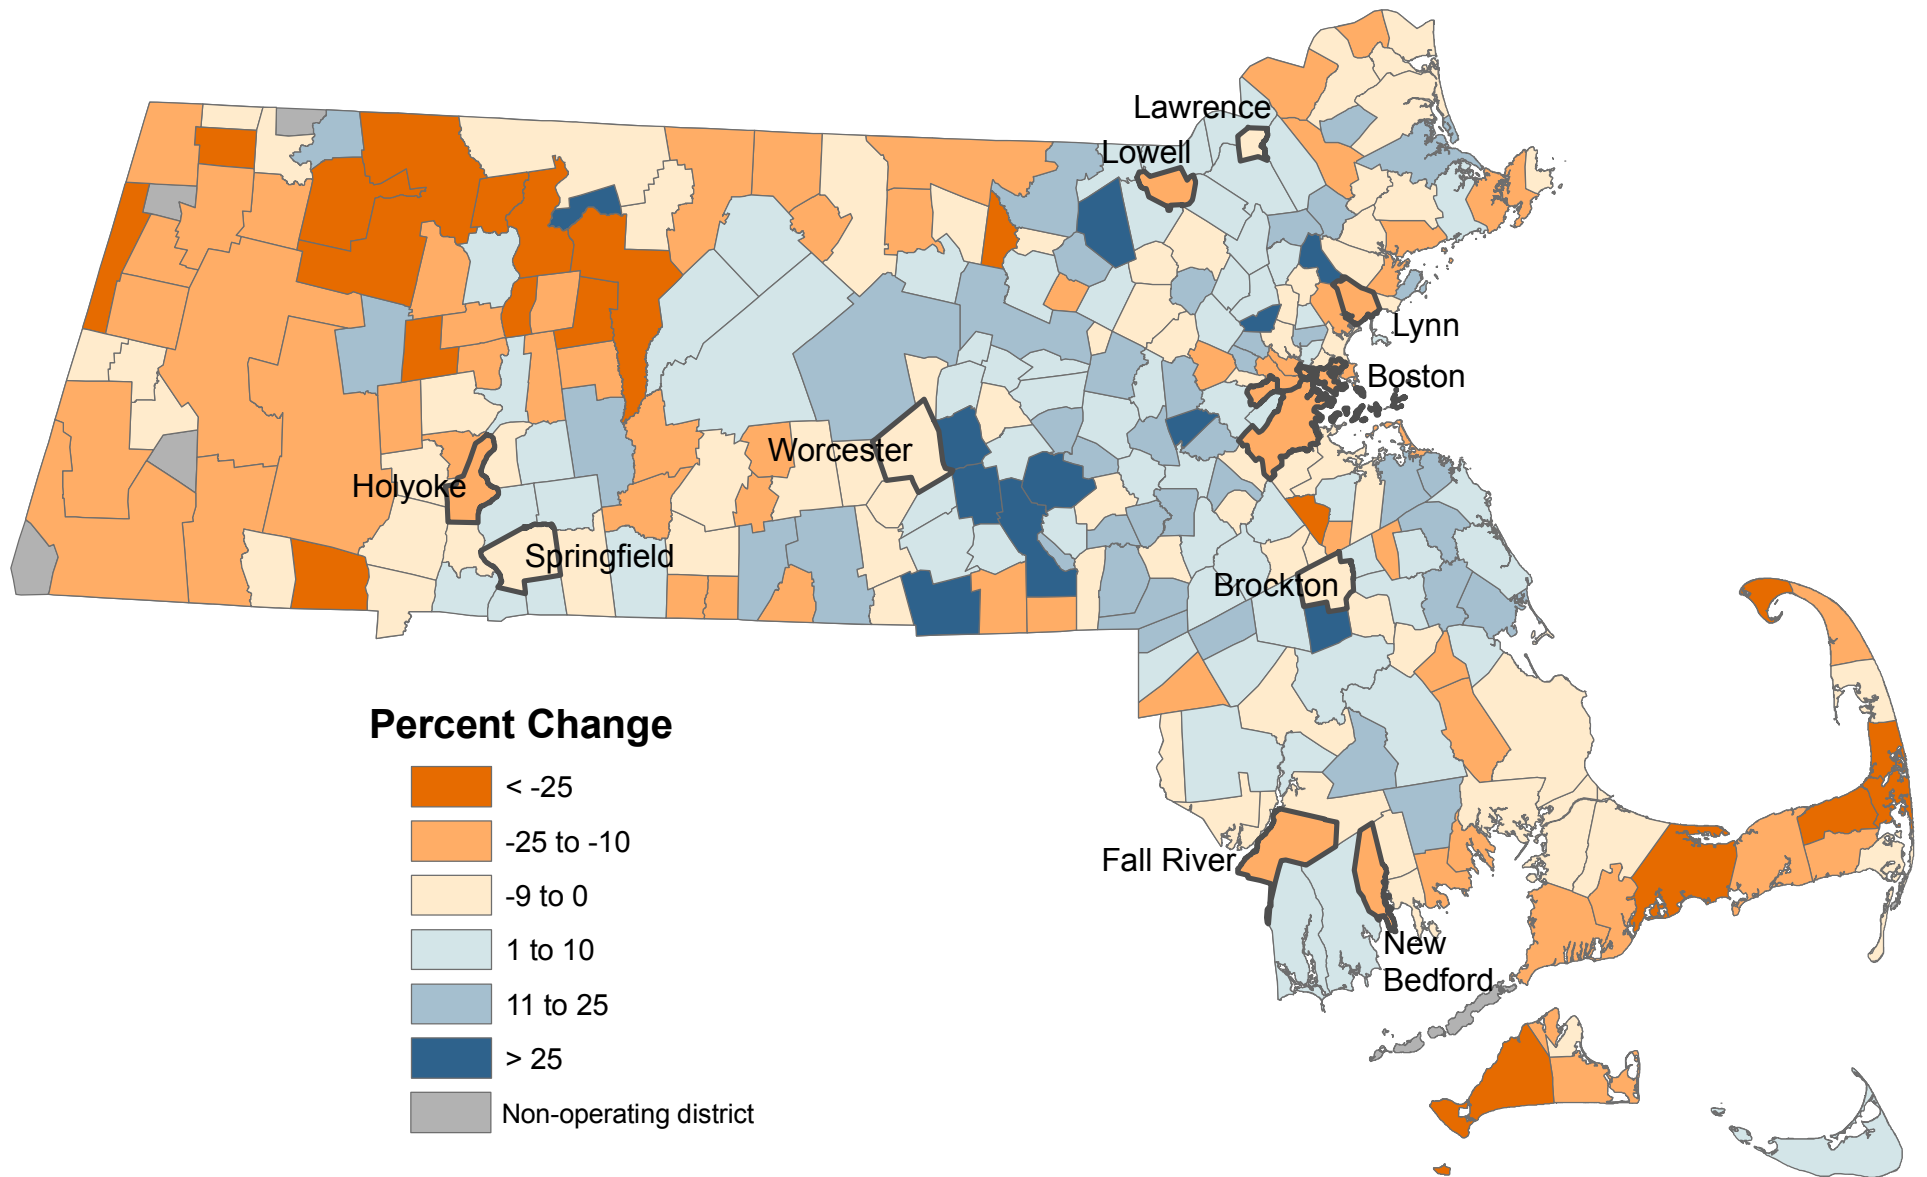 Lawrence
Lowell
Lynn
Boston
Worcester
Holyoke
Springfield
Brockton
Fall River
New
Bedford
Percent Change
< -25
-25 to -10
-9 to 0
1 to 10
11 to 25
> 25
Non-operating district